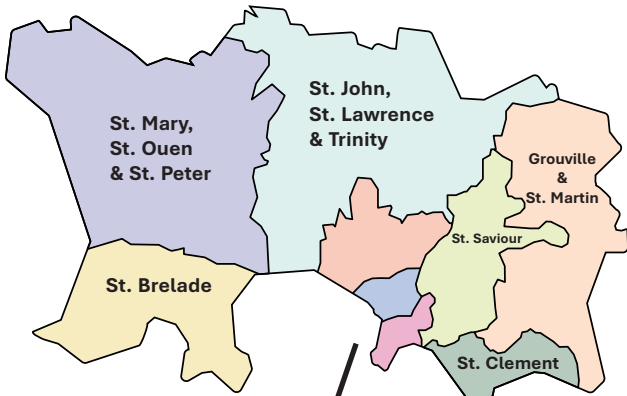 St. John,
St. Lawrence
& Trinity
St. Mary,
St. Ouen
& St. Peter
Grouville
&
St. Martin
St. Saviour
St. Brelade
St. Clement